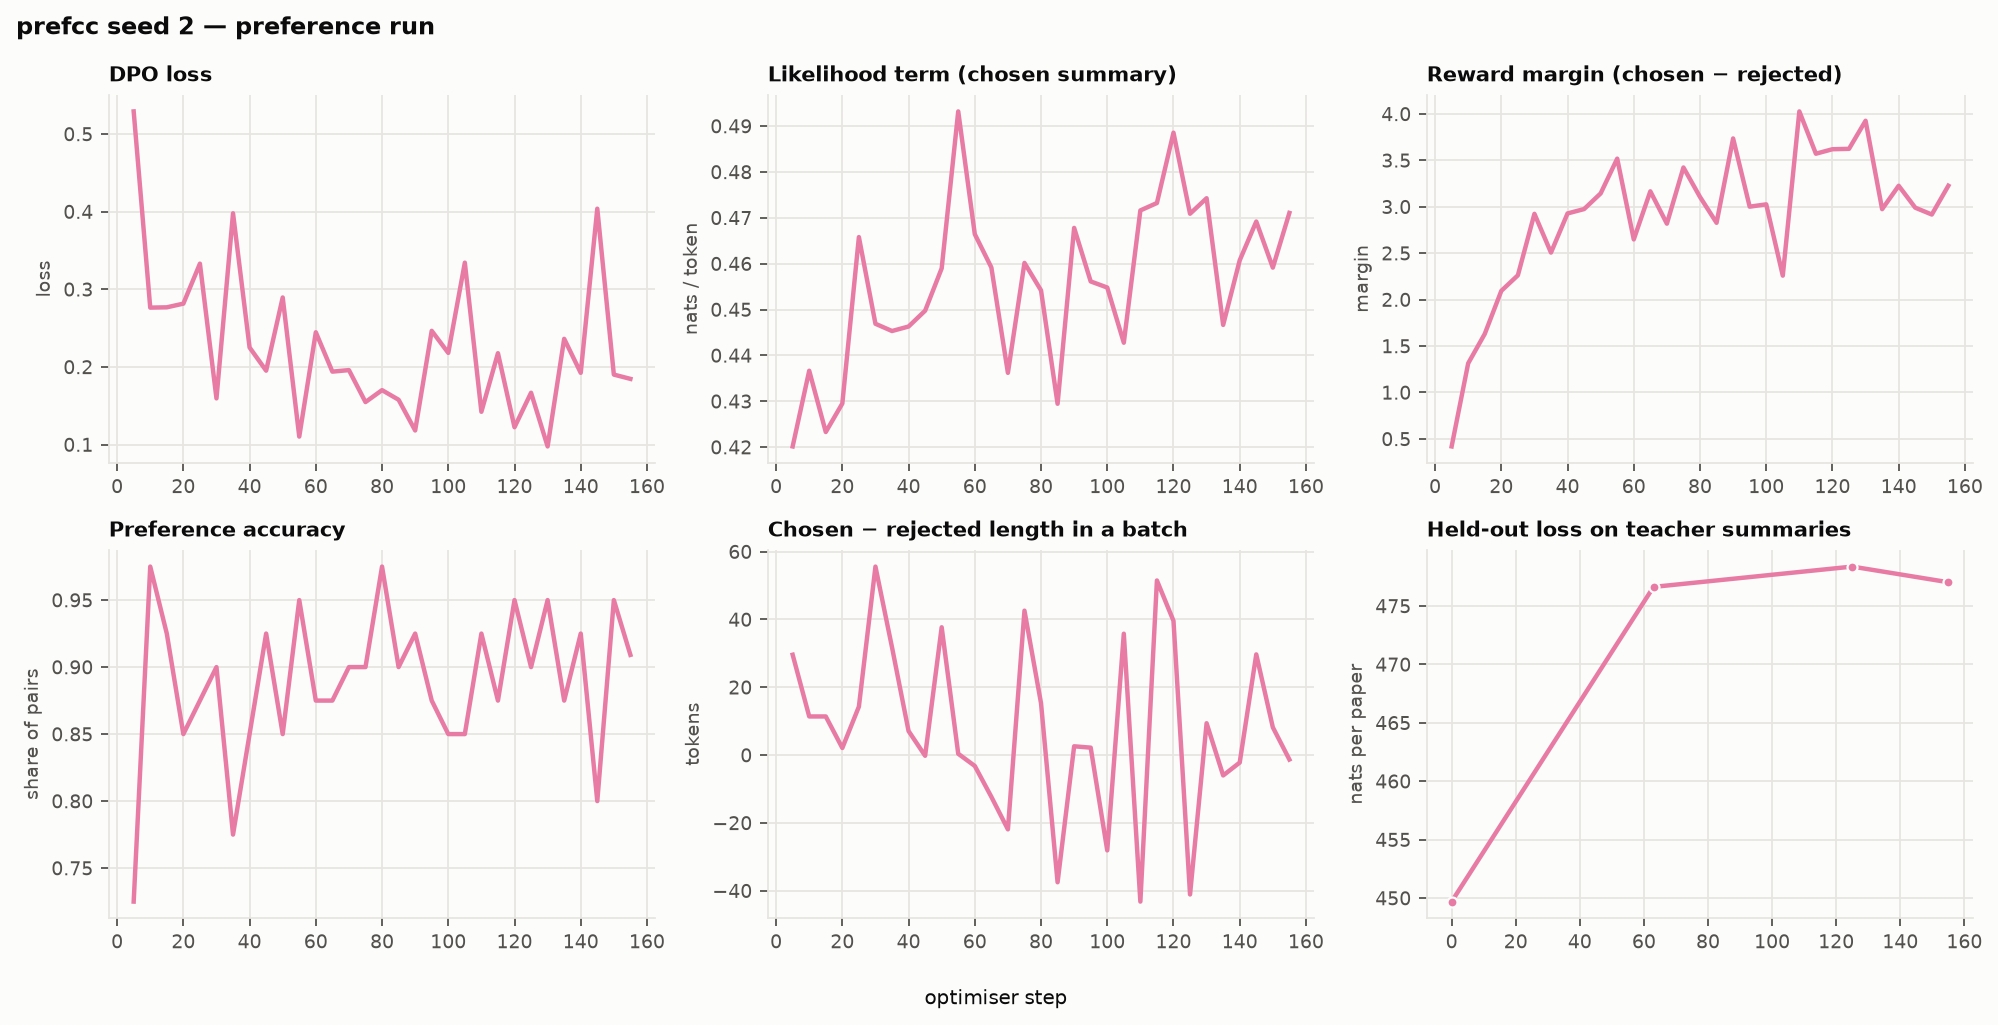 prefcc seed 2 — preference run
DPO loss
loss
0.5
0.4
0.3
0.2
0.1
0 20 40 60 80 100 120 140 160
Likelihood term (chosen summary)
nats / token
0.49
0.48
0.47
0.46
0.45
0.44
0.43
0.42
0 20 40 60 80 100 120 140 160
Reward margin (chosen − rejected)
margin
4.0
3.5
3.0
2.5
2.0
1.5
1.0
0.5
0 20 40 60 80 100 120 140 160
Preference accuracy
share of pairs
0.95
0.90
0.85
0.80
0.75
0 20 40 60 80 100 120 140 160
Chosen − rejected length in a batch
tokens
60
40
20
0
−20
−40
0 20 40 60 80 100 120 140 160
Held-out loss on teacher summaries
nats per paper
475
470
465
460
455
450
0 20 40 60 80 100 120 140 160
optimiser step